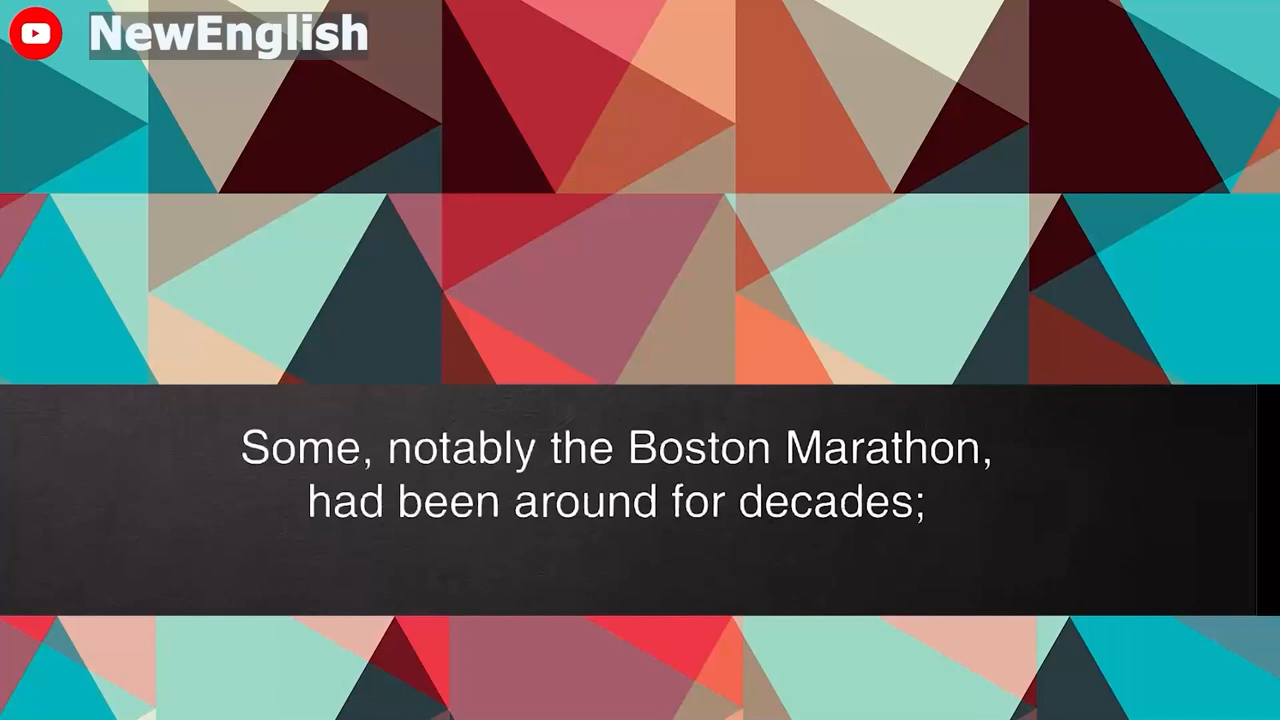 NewEnglish
Some, notably the Boston Marathon,
had been around for decades;